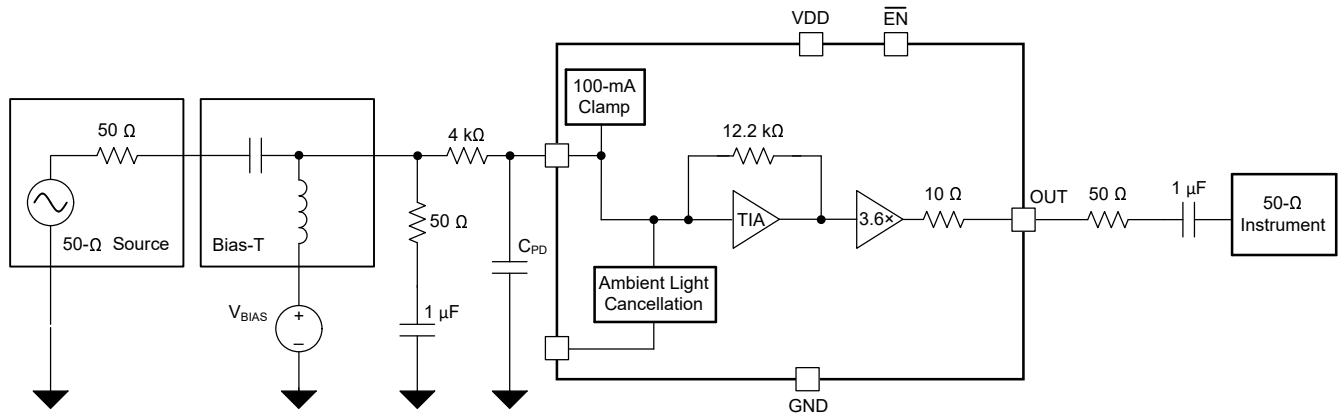 VDD
EN
100-mA
Clamp
50 Ω
4 kΩ
12.2 kΩ
TIA
3.6×
10 Ω
OUT
50 Ω
1 µF
50-Ω
Instrument
50 Ω
50-Ω Source
Bias-T
CPD
Ambient Light
Cancellation
VBIAS
+
–
1 µF
GND